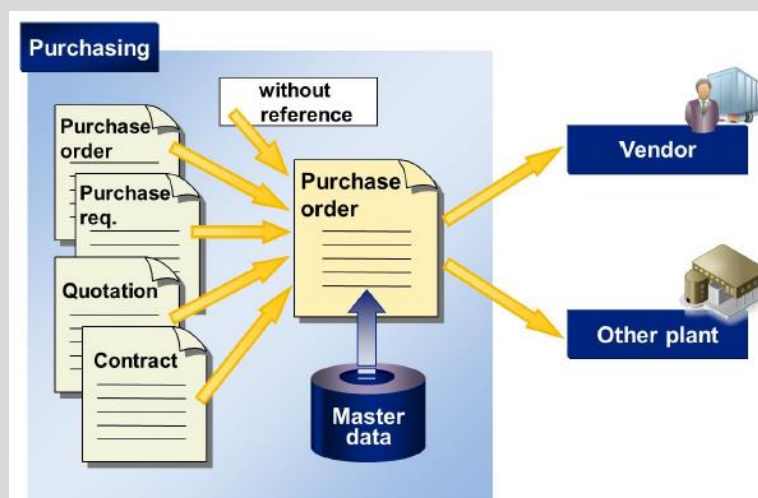 Purchasing
without
reference
Purchase
order
Purchase
req.
Quotation
Contract
Purchase
order
Master
data
Vendor
Other plant